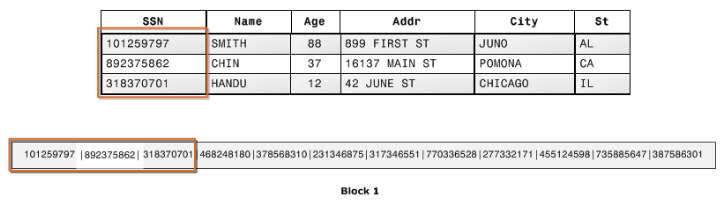 SSN Name Age Addr City St
101259797 SMITH 88 899 FIRST ST JUNO AL
892375862 CHIN 37 16137 MAIN ST POMONA CA
318370701 HANDU 12 42 JUNE ST CHICAGO IL
101259797 |892375862| 318370701|468248180|378568310|231346875|317346551|770336528|277332171|455124598|735885647|387586301
Block 1